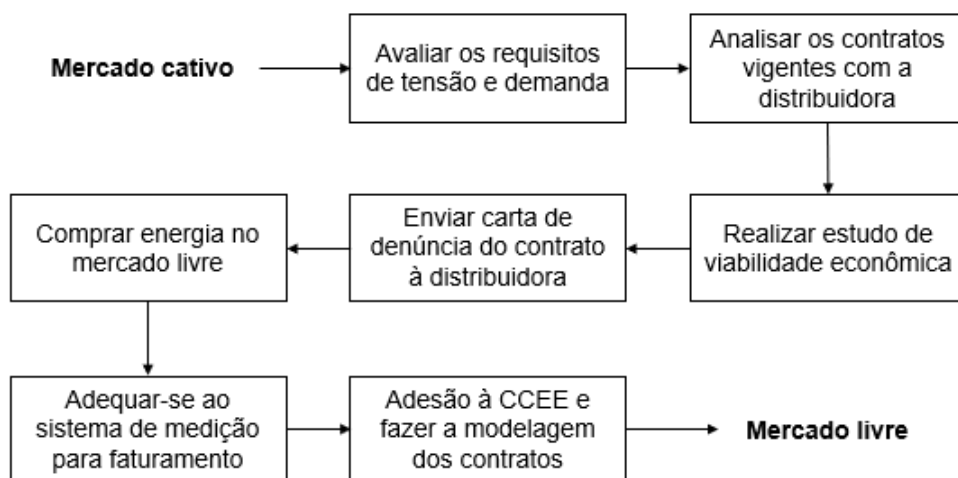 Mercado cativo
Avaliar os requisitos
de tensão e demanda
Analisar os contratos
vigentes com a
distribuidora
Realizar estudo de
viabilidade econômica
Enviar carta de
denúncia do contrato
à distribuidora
Comprar energia no
mercado livre
Adequar-se ao
sistema de medição
para faturamento
Adesão à CCEE e
fazer a modelagem
dos contratos
Mercado livre